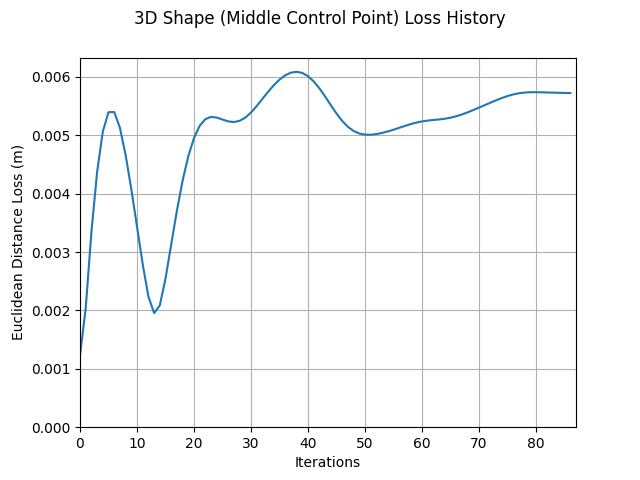 3D Shape (Middle Control Point) Loss History
0.006
0.005
0.004
0.003
0.002
0.001
0.000
Euclidean Distance Loss (m)
0 10 20 30 40 50 60 70 80
Iterations